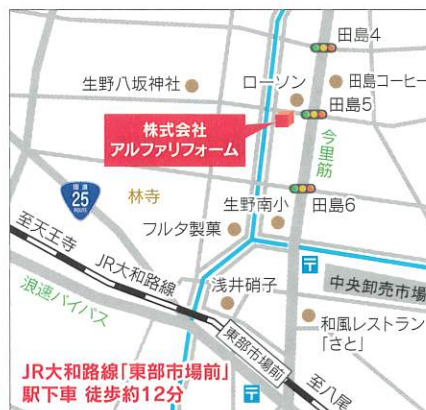 田島4
生野八坂神社
ローソン
田島コーヒー
田島5
株式会社
アルファリフォーム
今里筋
国道
25
ROUTE
林寺
生野南小
田島6
フルタ製菓
至天王寺
JR大和路線
中央卸売市場
浪速バイパス
浅井硝子
和風レストラン
「さと」
東部市場前
至八尾
JR大和路線「東部市場前」
駅下車 徒歩約12分